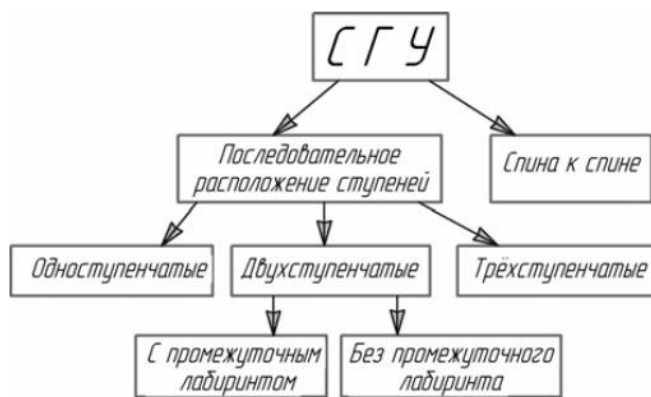 СГУ
Последовательное
расположение ступеней
Спина к спине
Одноступенчатые
Двухступенчатые
Трёхступенчатые
С промежуточным
лабиринтом
Без промежуточного
лабиринта